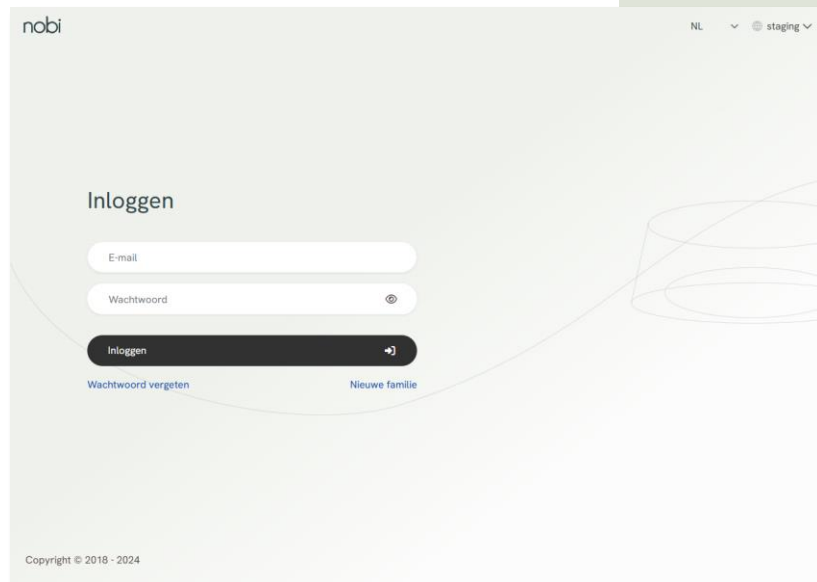 nobi
NL staging
Inloggen
E-mail
Wachtwoord
Inloggen
Wachtwoord vergeten Nieuwe familie
Copyright © 2018 - 2024